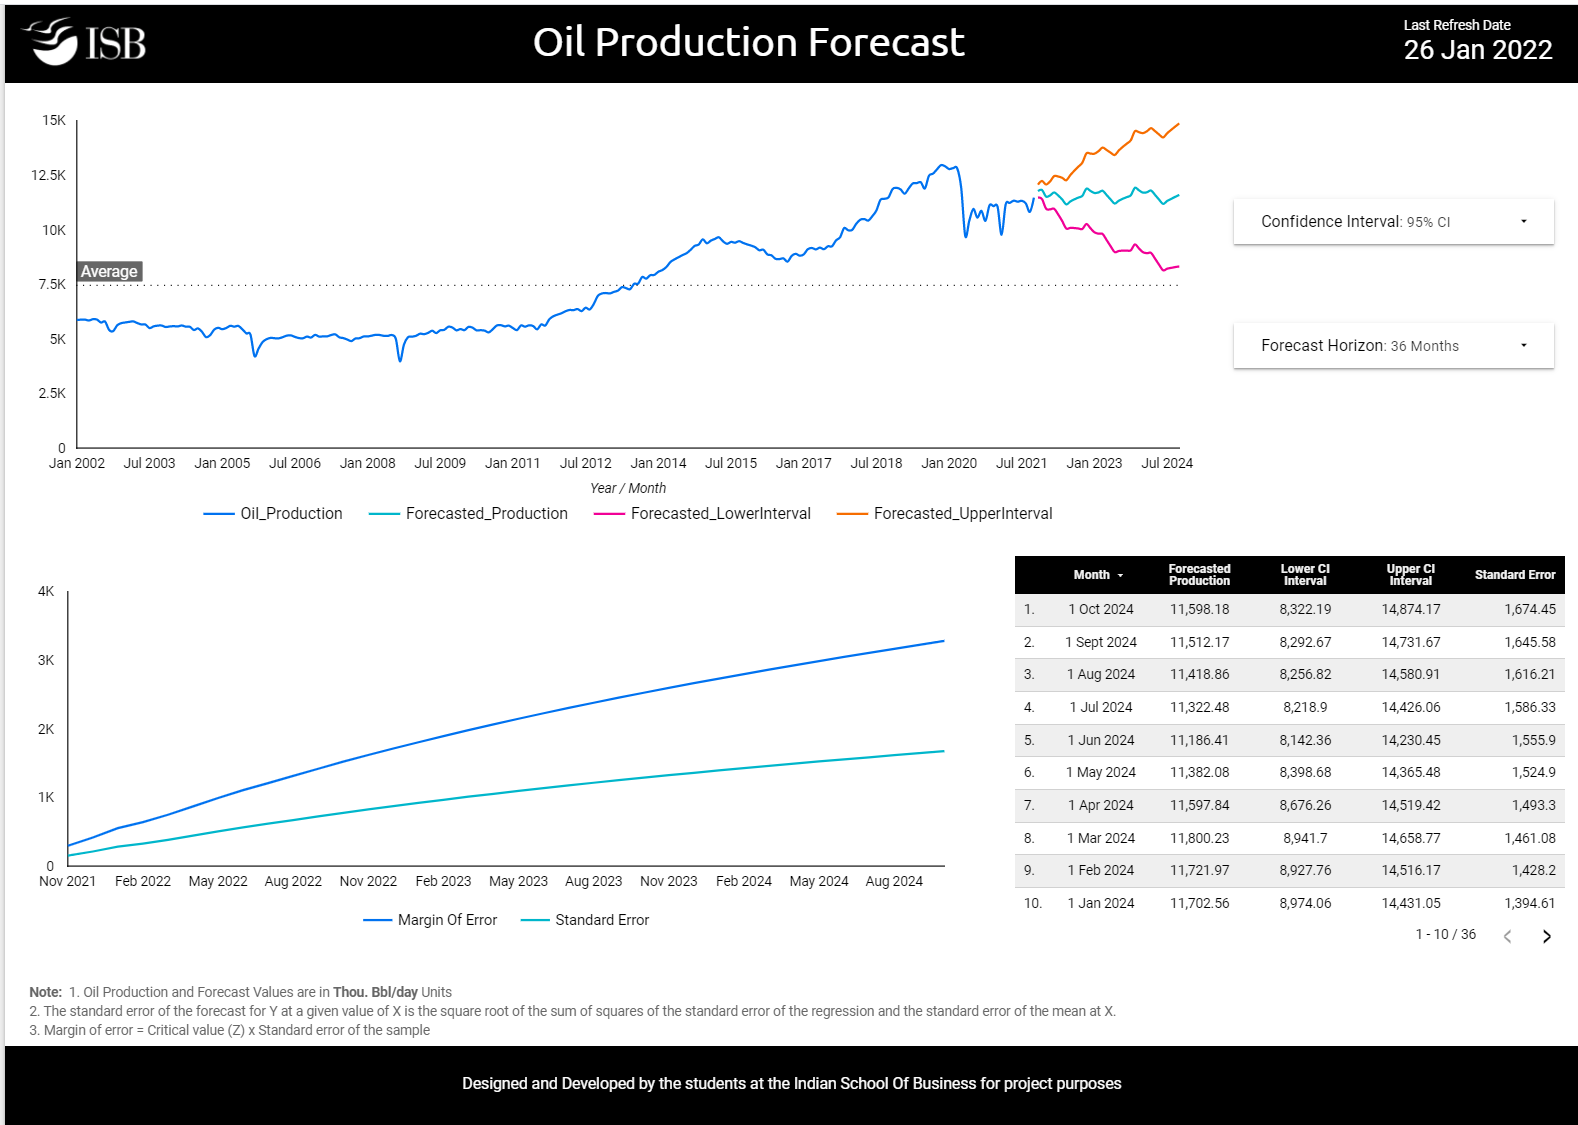 ISB
Oil Production Forecast
Last Refresh Date
26 Jan 2022
15K
12.5K
10K
Average
7.5K
5K
2.5K
0
Jan 2002 Jul 2003 Jan 2005 Jul 2006 Jan 2008 Jul 2009 Jan 2011 Jul 2012 Jan 2014 Jul 2015 Jan 2017 Jul 2018 Jan 2020 Jul 2021 Jan 2023 Jul 2024
Year / Month
Oil_Production Forecasted_Production Forecasted_LowerInterval Forecasted_UpperInterval
Confidence Interval: 95% CI
Forecast Horizon: 36 Months
4K
3K
2K
1K
0
Nov 2021 Feb 2022 May 2022 Aug 2022 Nov 2022 Feb 2023 May 2023 Aug 2023 Nov 2023 Feb 2024 May 2024 Aug 2024
Margin Of Error Standard Error
Month Forecasted Production Lower CI Interval Upper CI Interval Standard Error
1. 1 Oct 2024 11,598.18 8,322.19 14,874.17 1,674.45
2. 1 Sept 2024 11,512.17 8,292.67 14,731.67 1,645.58
3. 1 Aug 2024 11,418.86 8,256.82 14,580.91 1,616.21
4. 1 Jul 2024 11,322.48 8,218.9 14,426.06 1,586.33
5. 1 Jun 2024 11,186.41 8,142.36 14,230.45 1,555.9
6. 1 May 2024 11,382.08 8,398.68 14,365.48 1,524.9
7. 1 Apr 2024 11,597.84 8,676.26 14,519.42 1,493.3
8. 1 Mar 2024 11,800.23 8,941.7 14,658.77 1,461.08
9. 1 Feb 2024 11,721.97 8,927.76 14,516.17 1,428.2
10. 1 Jan 2024 11,702.56 8,974.06 14,431.05 1,394.61
1 - 10 / 36
Note: 1. Oil Production and Forecast Values are in Thou. Bbl/day Units
2. The standard error of the forecast for Y at a given value of X is the square root of the sum of squares of the standard error of the regression and the standard error of the mean at X.
3. Margin of error = Critical value (Z) x Standard error of the sample
Designed and Developed by the students at the Indian School Of Business for project purposes